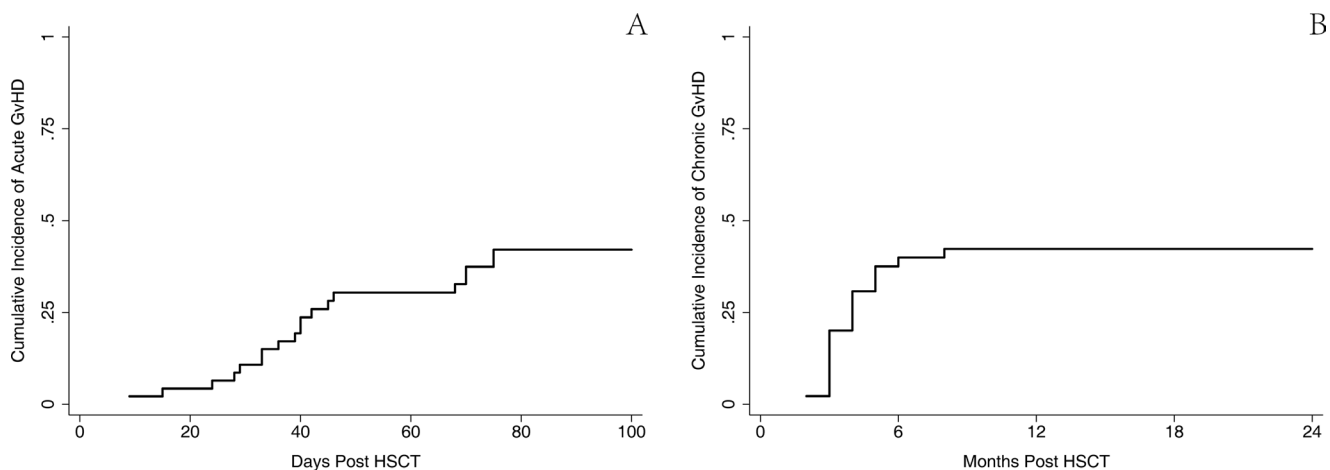 A
Cumulative Incidence of Acute GvHD
1
.75
.5
.25
0
0 20 40 60 80 100
Days Post HSCT
B
Cumulative Incidence of Chronic GvHD
1
.75
.5
.25
0
0 6 12 18 24
Months Post HSCT